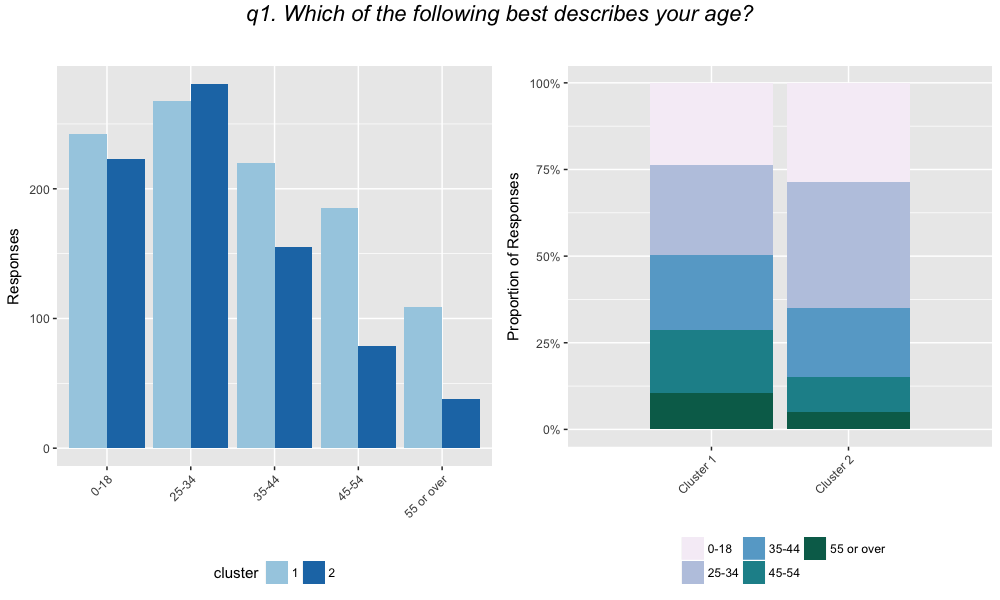 q1. Which of the following best describes your age?
Responses
200
100
0
0-18
25-34
35-44
45-54
55 or over
cluster 1 2
Proportion of Responses
100%
75%
50%
25%
0%
Cluster 1
Cluster 2
0-18 35-44 55 or over
25-34 45-54